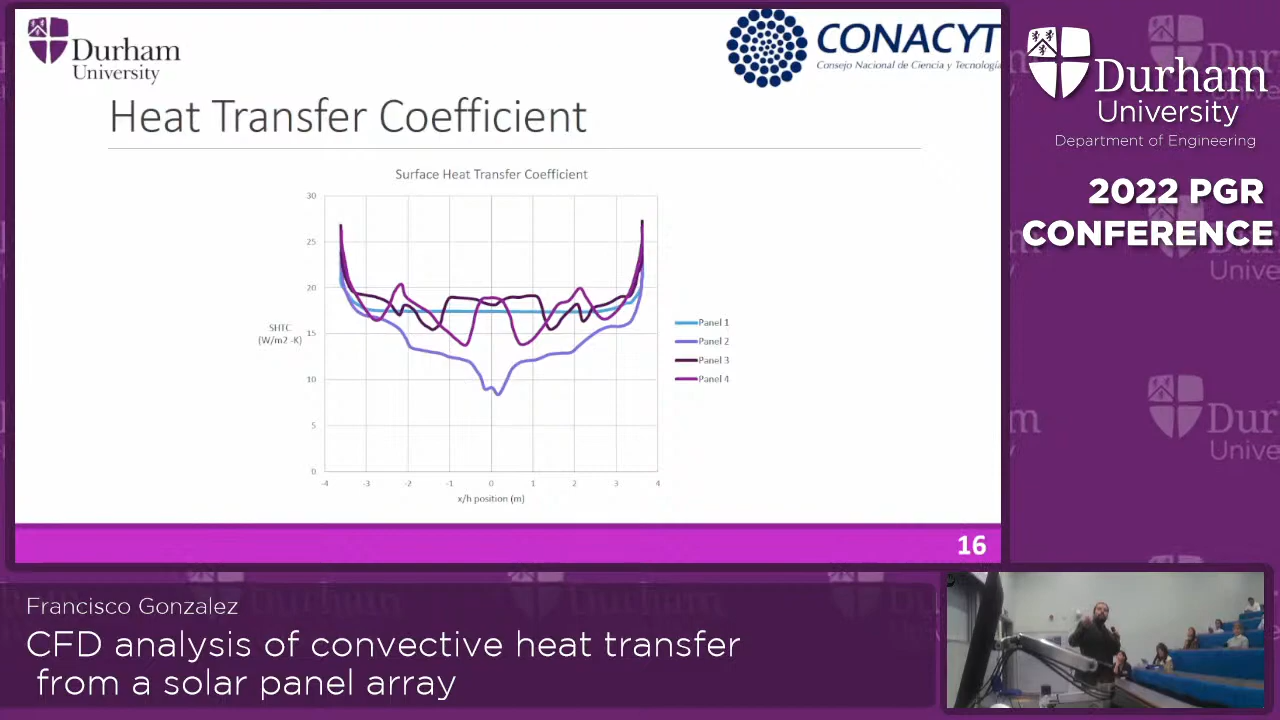 Durham
University
CONACYT
Consejo Nacional de Ciencia y Tecnología
Heat Transfer Coefficient
Surface Heat Transfer Coefficient
30
25
20
15
10
5
0
SHTC
(W/m2 -K)
-4 -3 -2 -1 0 1 2 3 4
x/h position (m)
Panel 1
Panel 2
Panel 3
Panel 4
16
Durham
University
Department of Engineering
2022 PGR
CONFERENCE
Francisco Gonzalez
CFD analysis of convective heat transfer
from a solar panel array